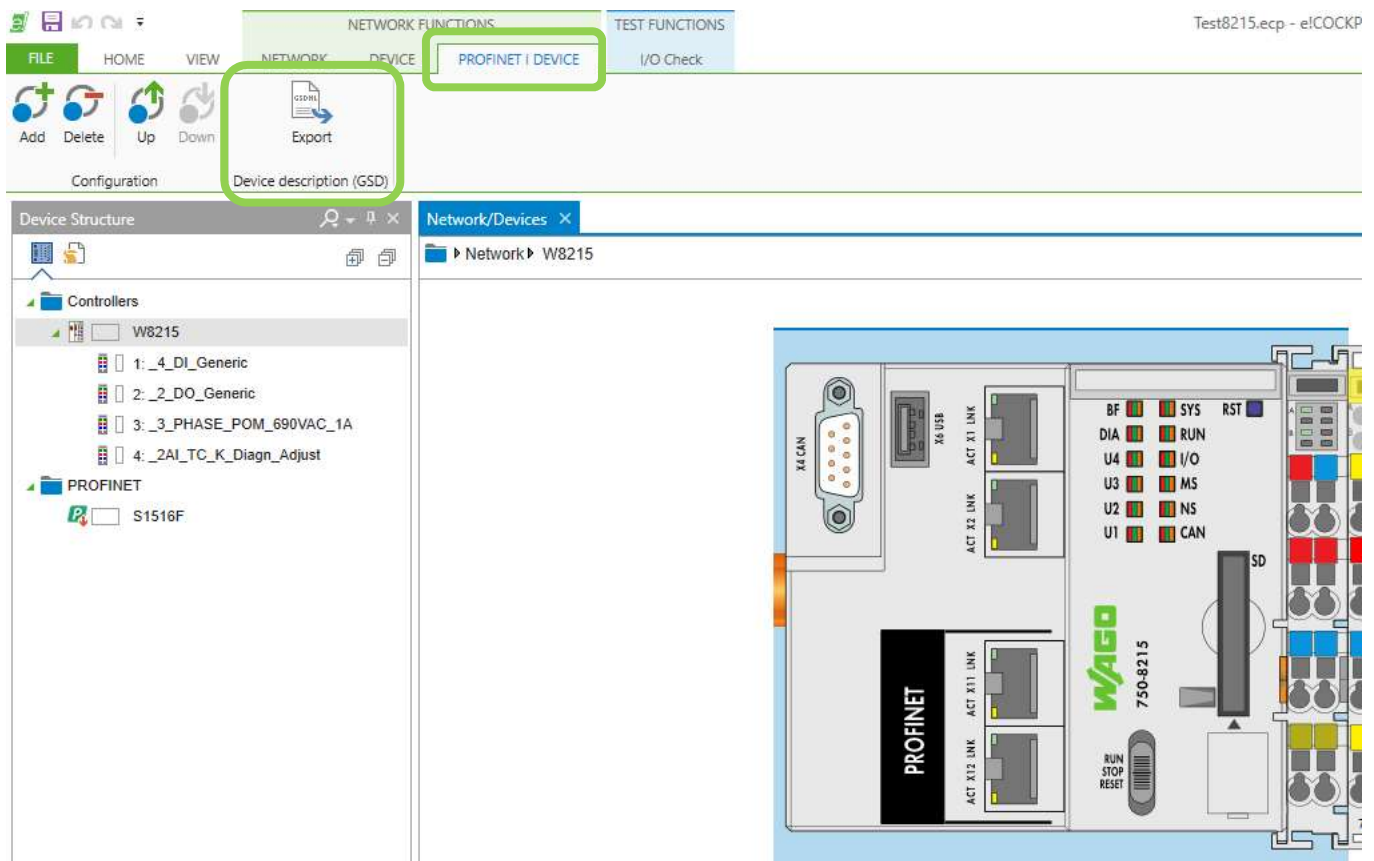 NETWORK FUNCTIONS
TEST FUNCTIONS
Test8215.ecp - e!COCKP
FILE
HOME
VIEW
NETWORK
DEVICE
PROFINET I DEVICE
I/O Check
GSDML
Add
Delete
Up
Down
Export
Configuration
Device description (GSD)
Device Structure
Network/Devices
Network
W8215
Controllers
W8215
1: _4_DI_Generic
2: _2_DO_Generic
3: _3_PHASE_POM_690VAC_1A
4: _2AI_TC_K_Diagn_Adjust
PROFINET
S1516F
X4 CAN
X6 USB
ACT X1 LNK
ACT X2 LNK
BF
SYS
RST
DIA
RUN
U4
I/O
U3
MS
U2
NS
U1
CAN
SD
PROFINET
ACT X11 LNK
ACT X12 LNK
WAGO
750-8215
RUN
STOP
RESET